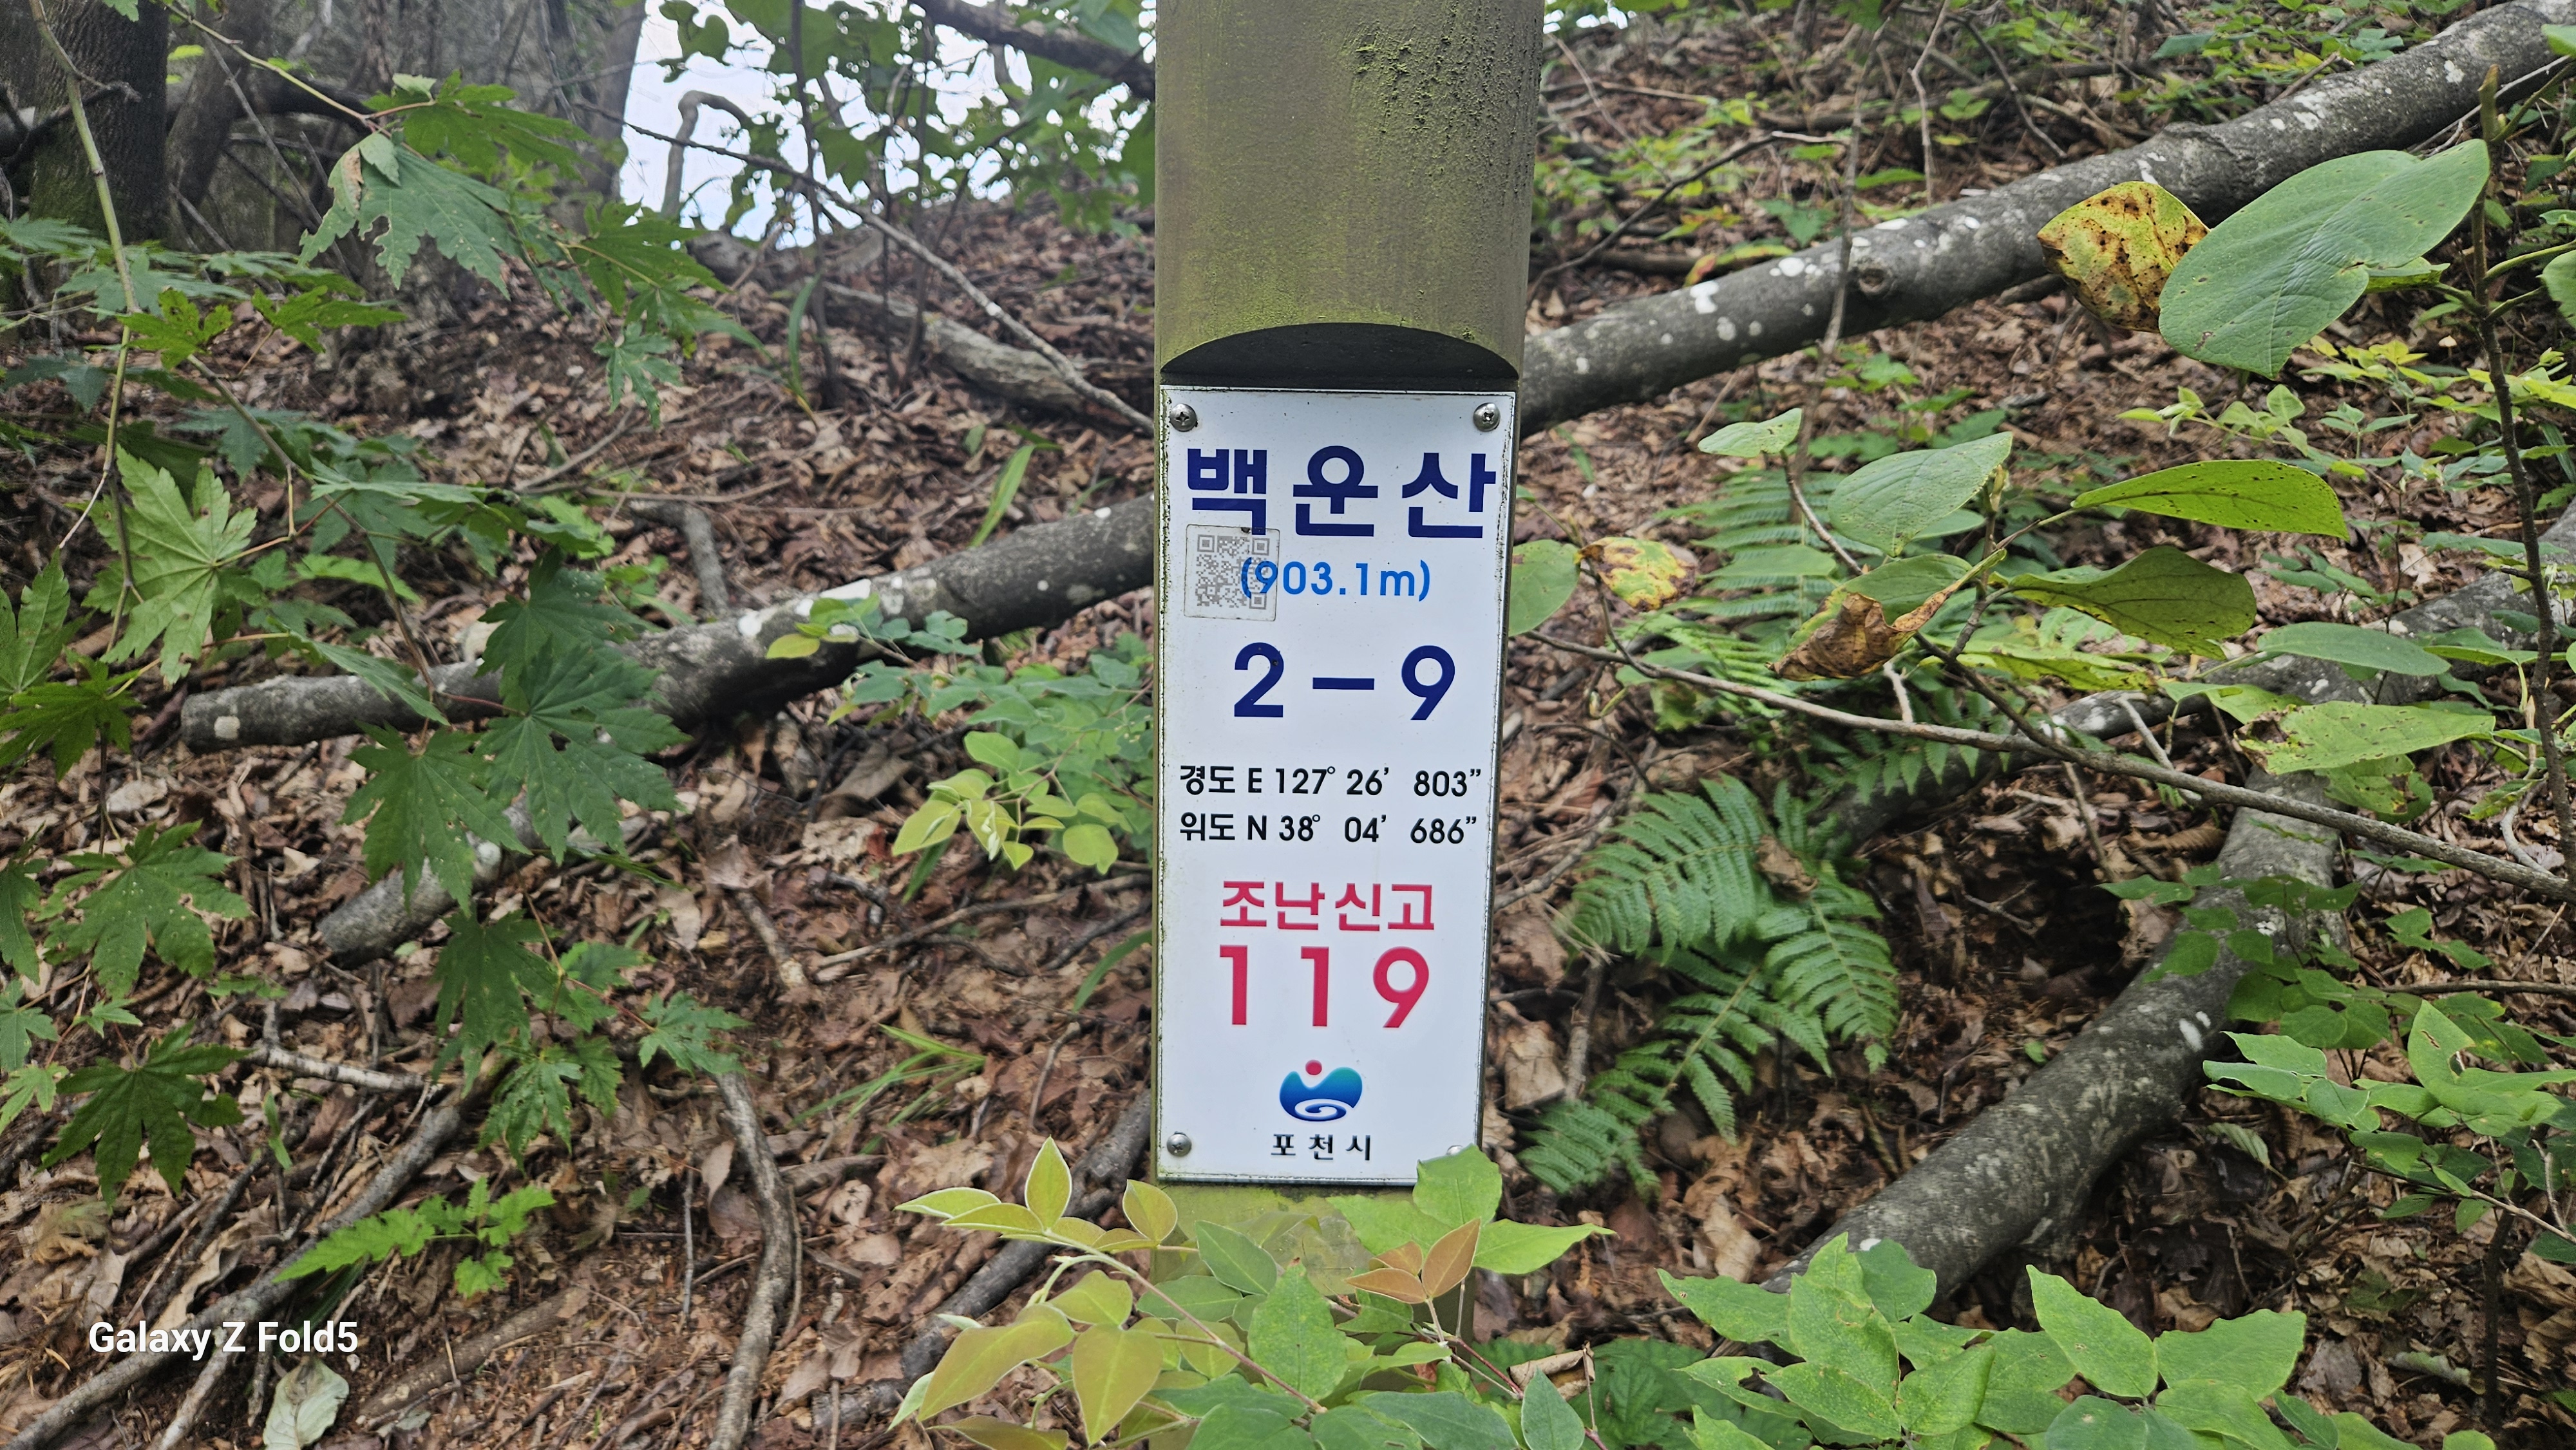 백운산
(903.1m)
2-9
경도 E 127° 26’ 803”
위도 N 38° 04’ 686”
조난신고
119
포천시
Galaxy Z Fold5